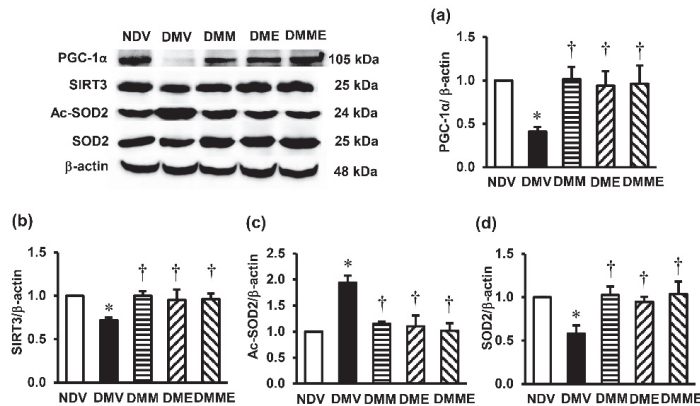 (a)
NDV DMV DMM DME DMME
PGC-1α 105 kDa
SIRT3 25 kDa
Ac-SOD2 24 kDa
SOD2 25 kDa
β-actin 48 kDa
PGC-1α/ β-actin
1.5
1.0
0.5
0.0
* † † †
NDV DMV DMM DME DMME
(b)
SIRT3/β-actin
1.5
1.0
0.5
0.0
* † † †
NDV DMV DMM DME DMME
(c)
Ac-SOD2/β-actin
2.5
2.0
1.5
1.0
0.5
0.0
* † † †
NDV DMV DMM DME DMME
(d)
SOD2/β-actin
1.5
1.0
0.5
0.0
* † † †
NDV DMV DMM DME DMME